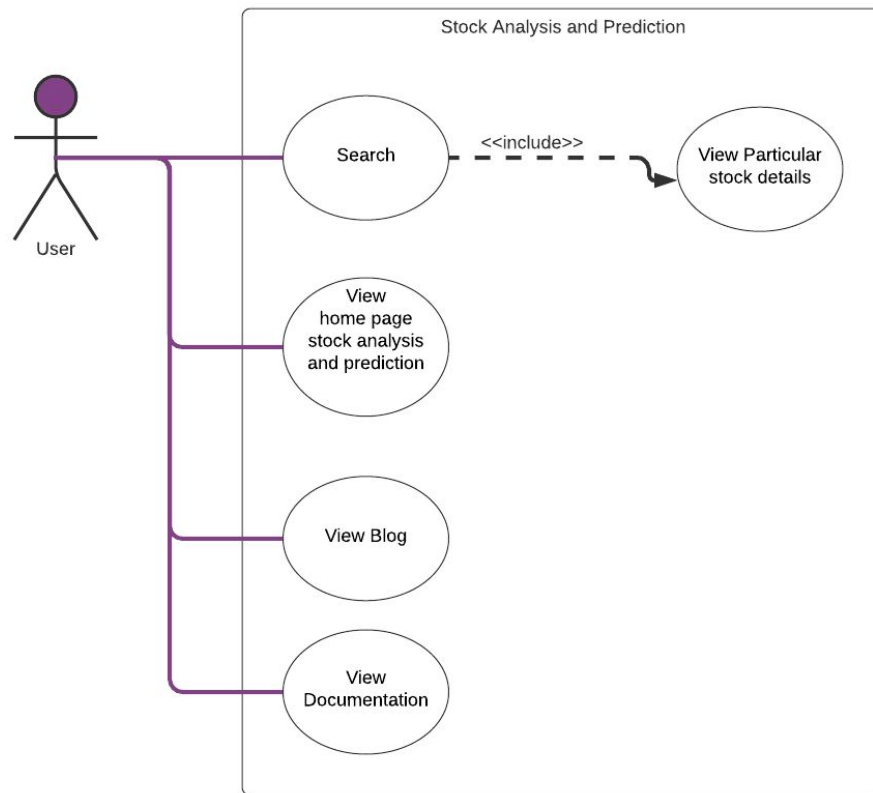 Stock Analysis and Prediction
Search
<<include>>
View Particular
stock details
User
View
home page
stock analysis
and prediction
View Blog
View
Documentation